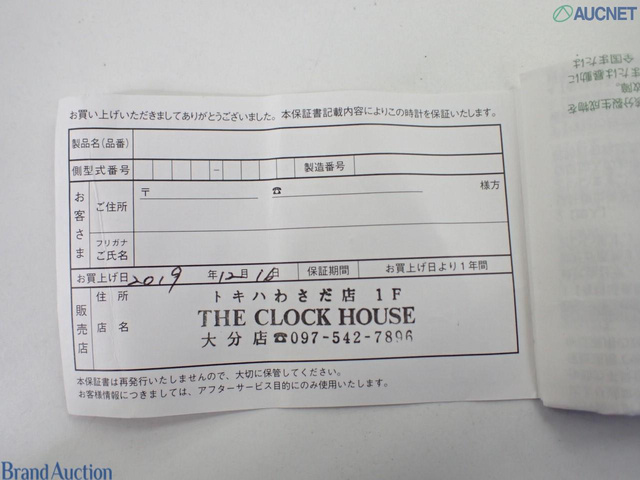 AUCNET
お買い上げいただきましてありがとうございました。本保証書記載内容によりこの時計を保証いたします。
製品名(品番)
側型式番号 － 製造番号
お客さま
ご住所 〒 ☎ 様方
フリガナ
ご氏名
お買上げ日 2019 年 12 月 16 日 保証期間 お買上げ日より1年間
販売店
住所 トキハわさだ店 1F
店名 THE CLOCK HOUSE
大分店 ☎097-542-7896
本保証書は再発行いたしませんので、大切に保管してください。
お客様情報につきましては、アフターサービス目的にのみ使用いたします。
Brand Auction